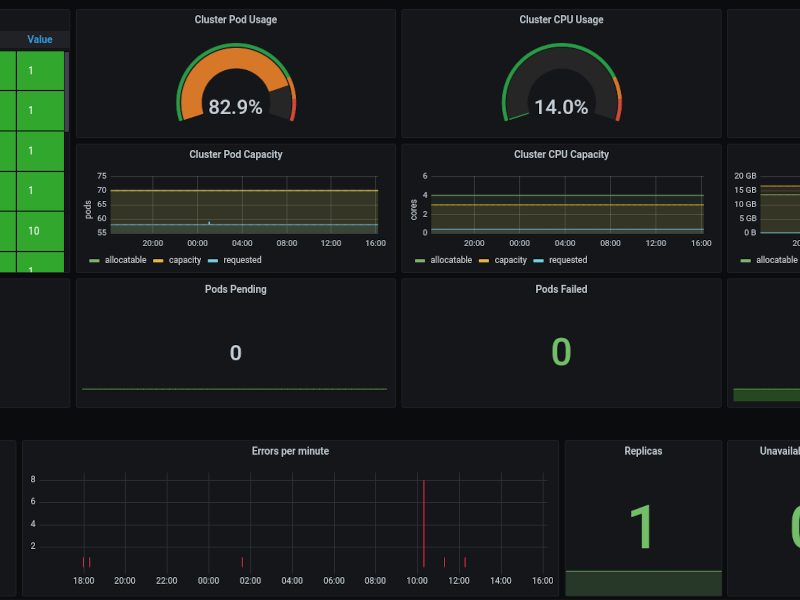 Value
1
1
1
1
10
1
Cluster Pod Usage
82.9%
Cluster CPU Usage
14.0%
Cluster Pod Capacity
75
70
65
60
55
pods
20:00 00:00 04:00 08:00 12:00 16:00
allocatable capacity requested
Cluster CPU Capacity
6
4
2
0
cores
20:00 00:00 04:00 08:00 12:00 16:00
allocatable capacity requested
20 GB
15 GB
10 GB
5 GB
0 B
20
allocatable
Pods Pending
0
Pods Failed
0
Errors per minute
8
6
4
2
18:00 20:00 22:00 00:00 02:00 04:00 06:00 08:00 10:00 12:00 14:00 16:00
Replicas
1
Unavaila
0